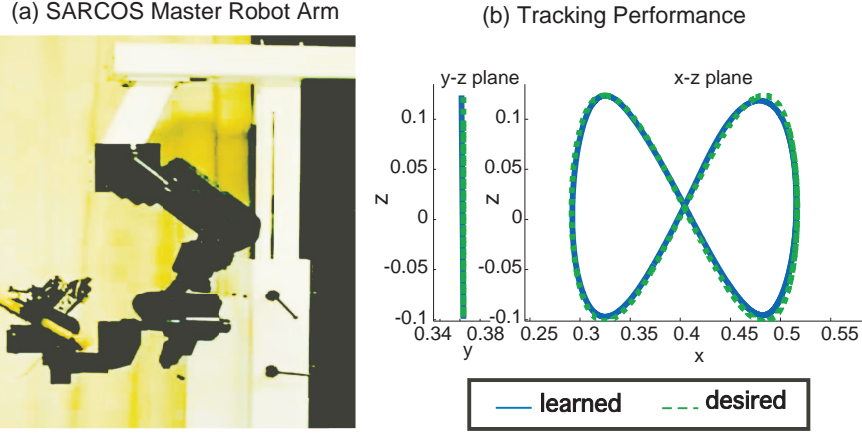 (a) SARCOS Master Robot Arm
(b) Tracking Performance
y-z plane
x-z plane
0.1
0.05
0
-0.05
-0.1
z
0.34
0.38
y
0.1
0.05
0
-0.05
-0.1
z
0.25
0.3
0.35
0.4
0.45
0.5
0.55
x
learned
desired